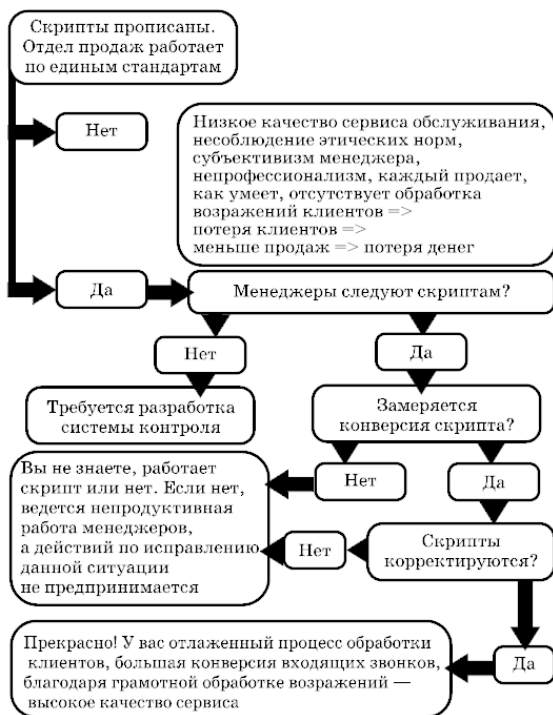 Скрипты прописаны.
Отдел продаж работает
по единым стандартам
Нет
Низкое качество сервиса обслуживания,
несоблюдение этических норм,
субъективизм менеджера,
непрофессионализм, каждый продает,
как умеет, отсутствует обработка
возражений клиентов =>
потеря клиентов =>
меньше продаж => потеря денег
Да
Менеджеры следуют скриптам?
Нет
Да
Требуется разработка
системы контроля
Замеряется
конверсия скрипта?
Вы не знаете, работает
скрипт или нет. Если нет,
ведется непродуктивная
работа менеджеров,
а действий по исправлению
данной ситуации
не предпринимается
Нет
Да
Нет
Скрипты
корректируются?
Прекрасно! У вас отлаженный процесс обработки
клиентов, большая конверсия входящих звонков,
благодаря грамотной обработке возражений —
высокое качество сервиса
Да